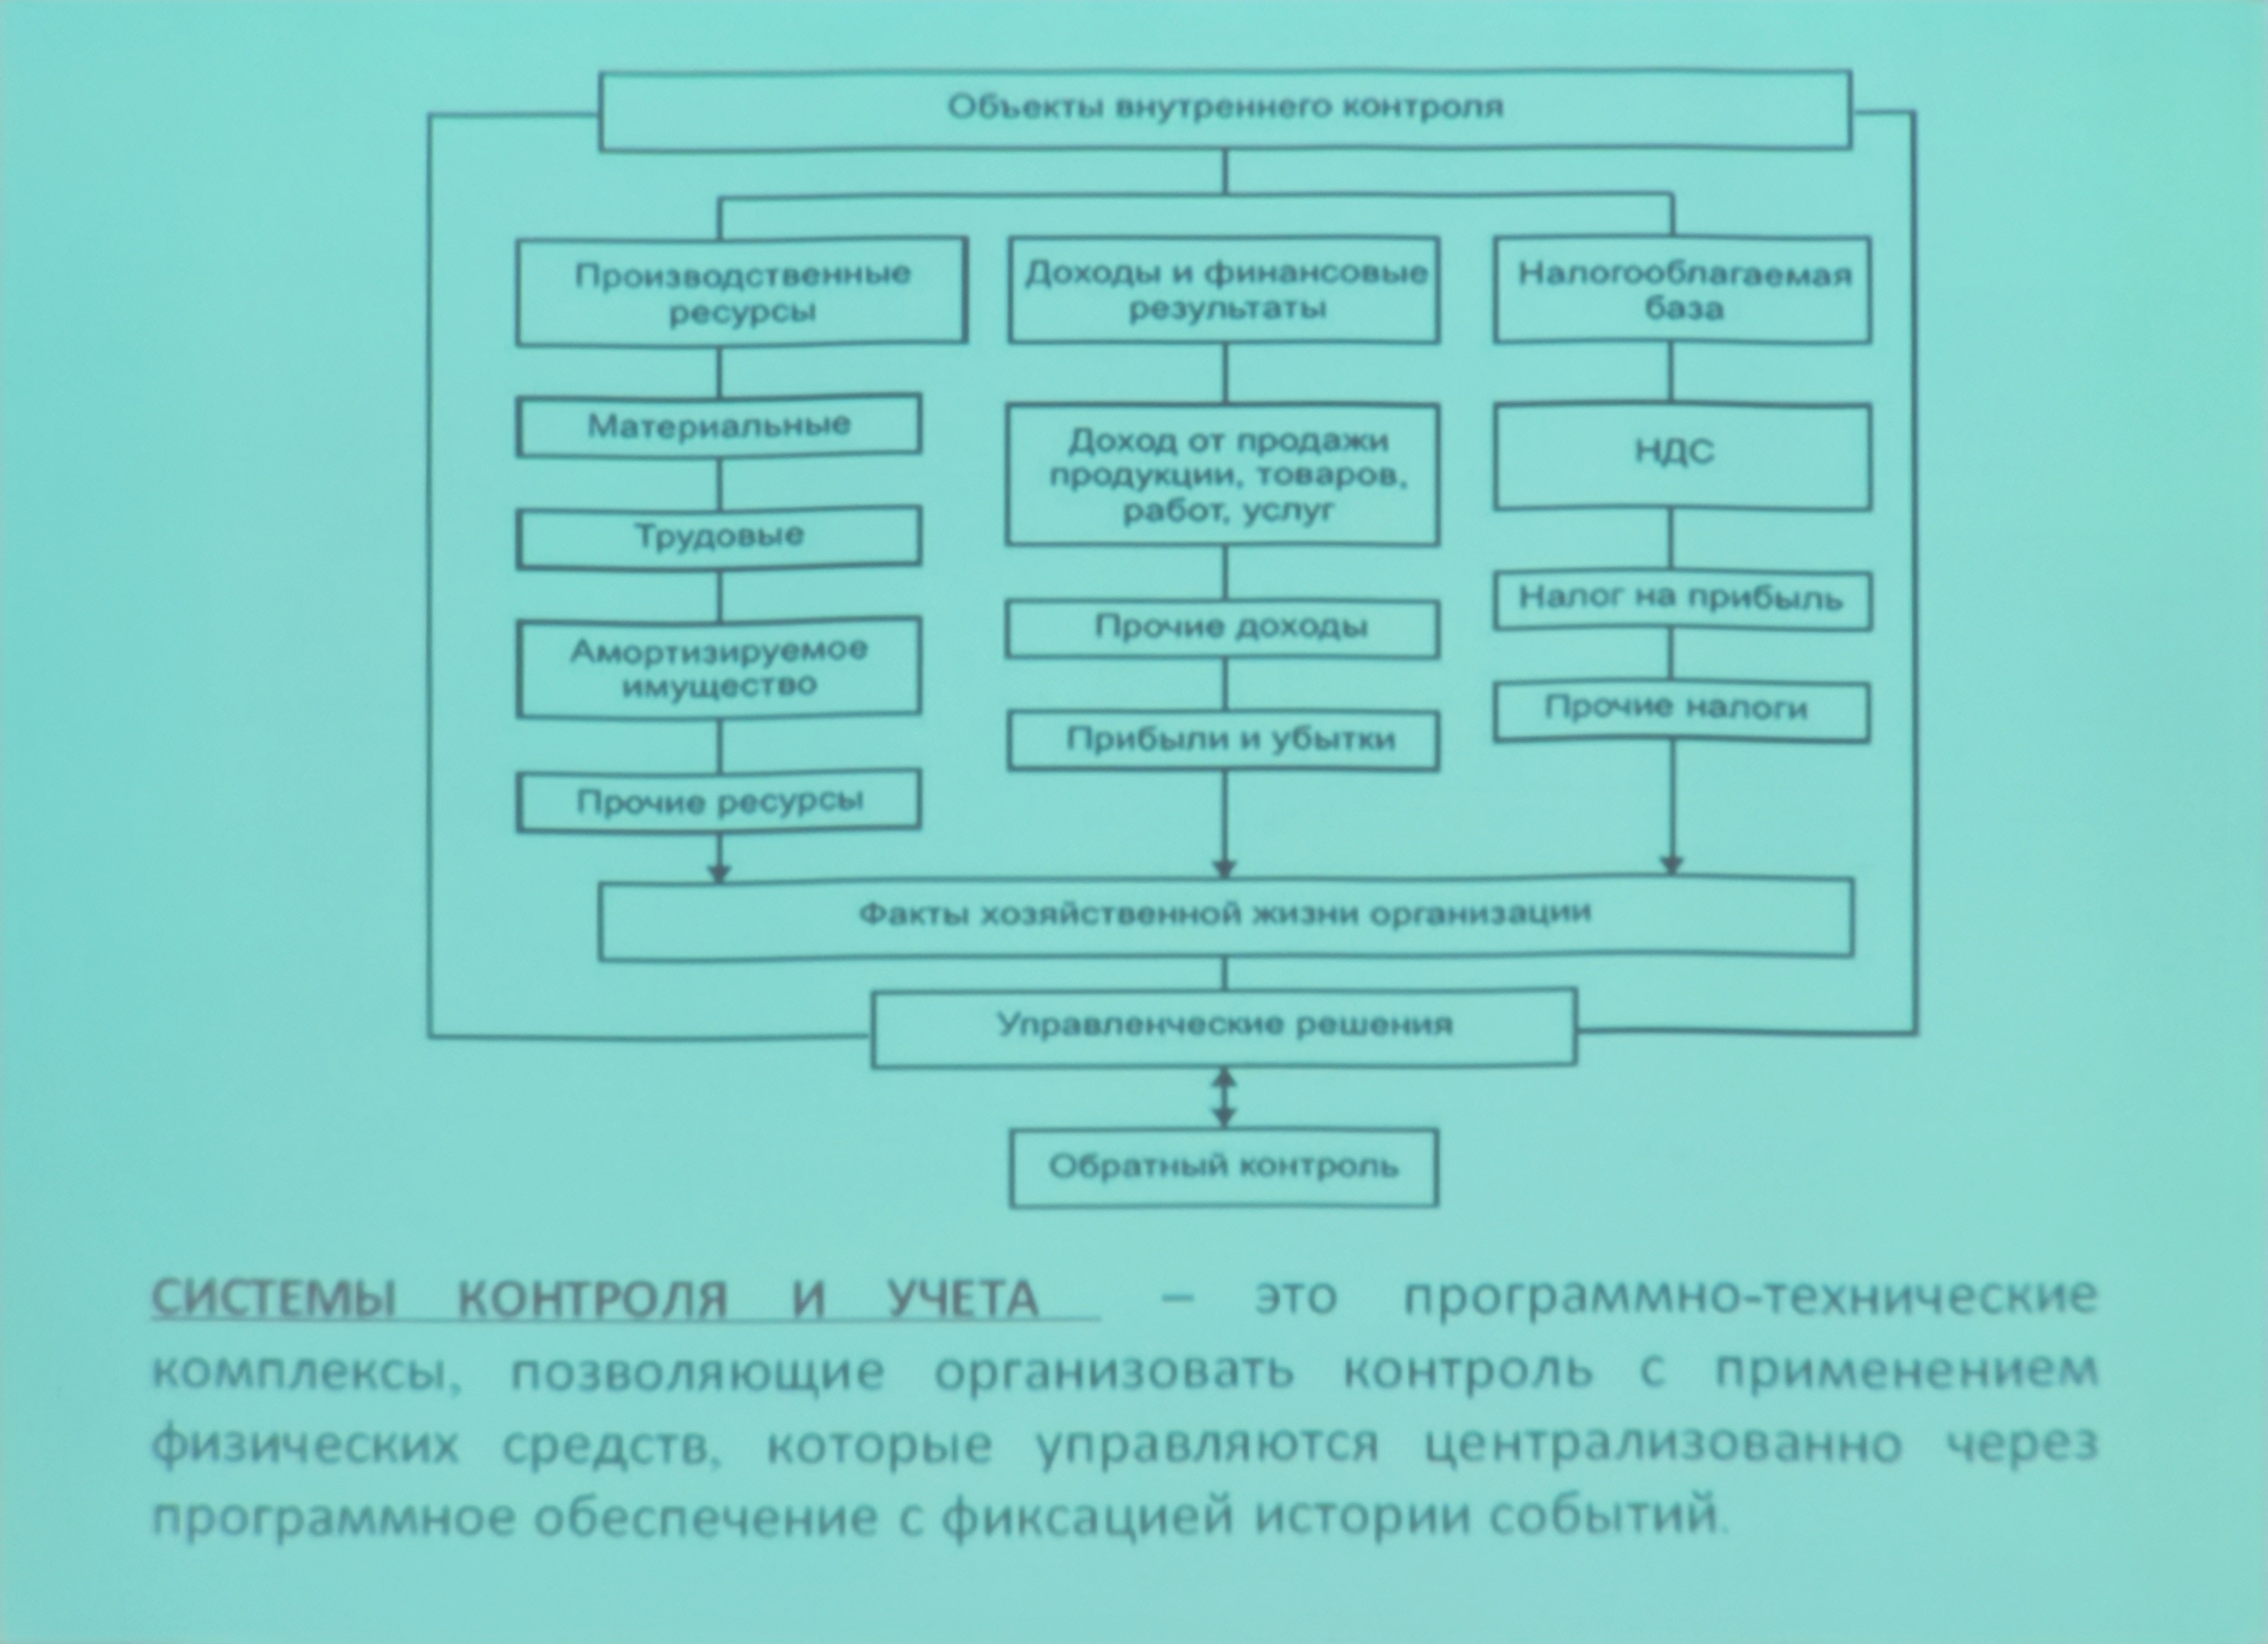 Объекты внутреннего контроля
Производственные
ресурсы
Материальные
Трудовые
Амортизируемое
имущество
Прочие ресурсы
Доходы и финансовые
результаты
Доход от продажи
продукции, товаров,
работ, услуг
Прочие доходы
Прибыли и убытки
Налогооблагаемая
база
НДС
Налог на прибыль
Прочие налоги
Факты хозяйственной жизни организации
Управленческие решения
Обратный контроль
СИСТЕМЫ КОНТРОЛЯ И УЧЕТА – это программно-технические
комплексы, позволяющие организовать контроль с применением
физических средств, которые управляются централизованно через
программное обеспечение с фиксацией истории событий.